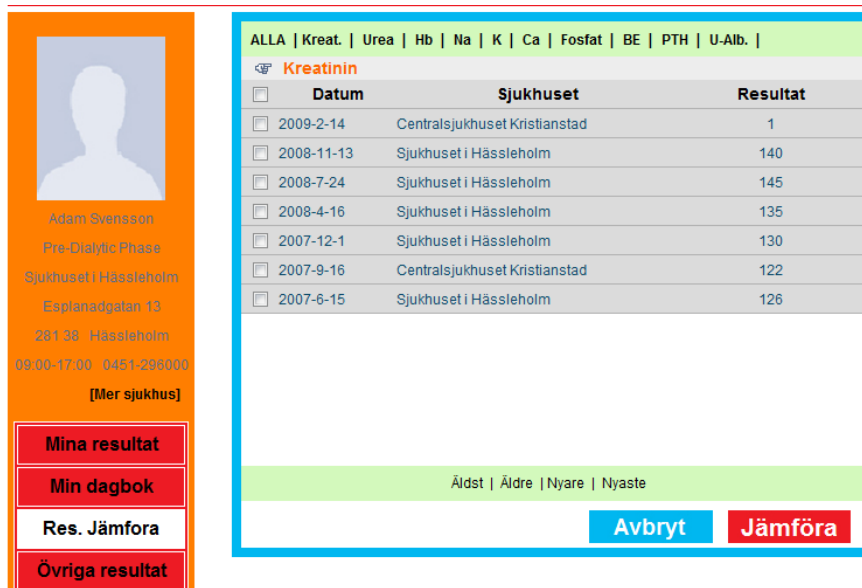 Adam Svensson
Pre-Dialytic Phase
Sjukhuset i Hässleholm
Esplanadgatan 13
281 38 Hässleholm
09:00-17:00 0451-296000
[Mer sjukhus]
Mina resultat
Min dagbok
Res. Jämfora
Övriga resultat
ALLA | Kreat. | Urea | Hb | Na | K | Ca | Fosfat | BE | PTH | U-Alb. |
Kreatinin
Datum Sjukhuset Resultat
2009-2-14 Centralsjukhuset Kristianstad 1
2008-11-13 Sjukhuset i Hässleholm 140
2008-7-24 Sjukhuset i Hässleholm 145
2008-4-16 Sjukhuset i Hässleholm 135
2007-12-1 Sjukhuset i Hässleholm 130
2007-9-16 Centralsjukhuset Kristianstad 122
2007-6-15 Sjukhuset i Hässleholm 126
Äldst | Äldre | Nyare | Nyaste
Avbryt Jämföra